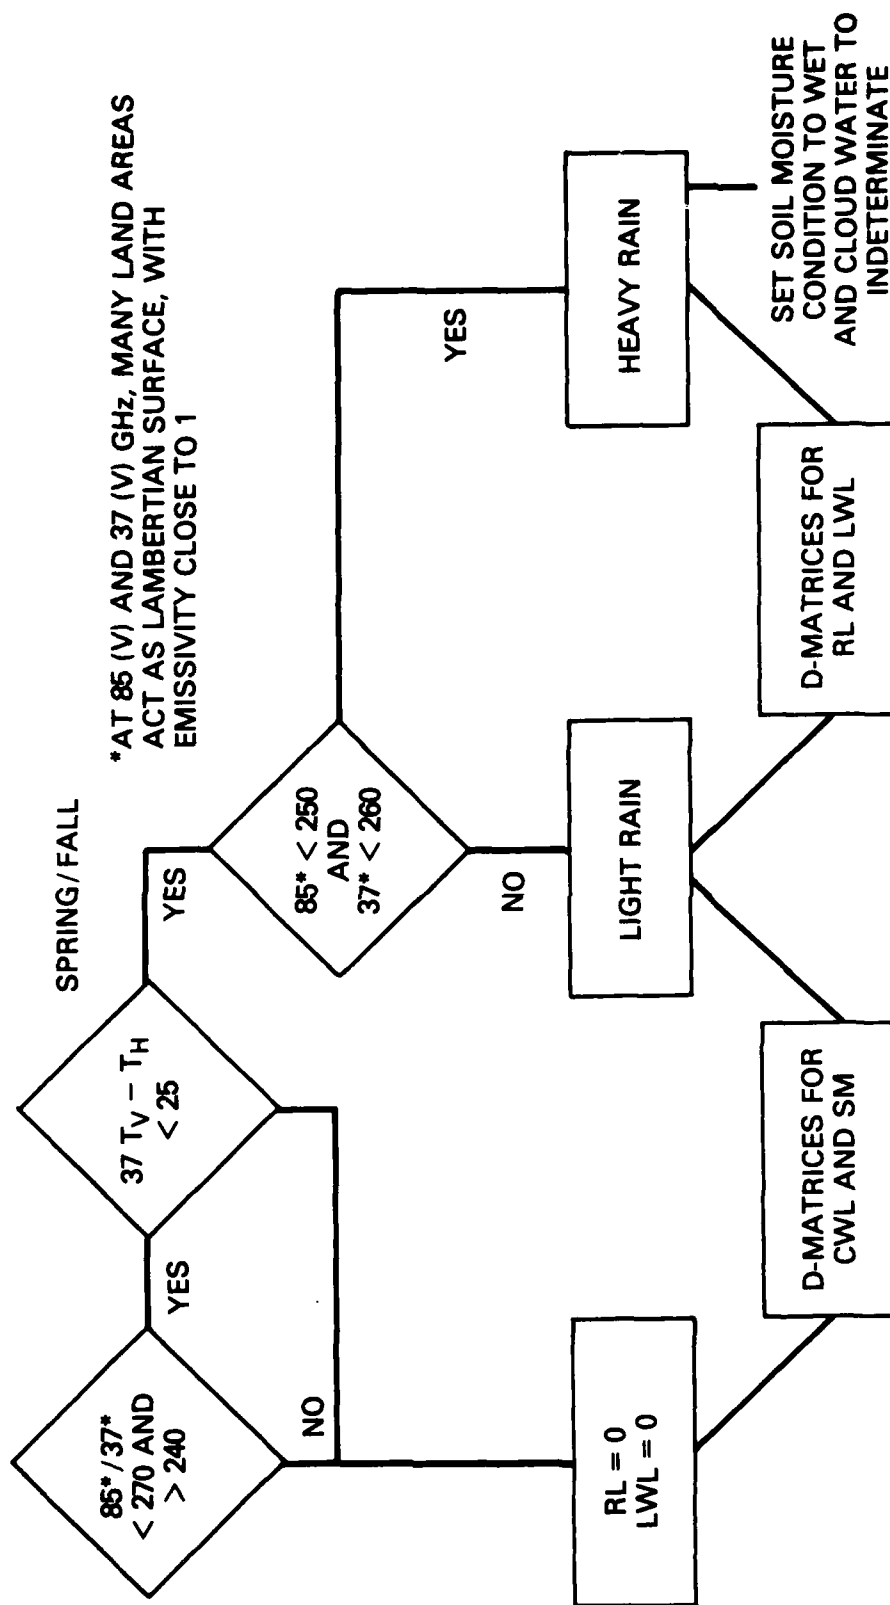 SPRING/FALL
*AT 85 (V) AND 37 (V) GHz, MANY LAND AREAS
ACT AS LAMBERTIAN SURFACE, WITH
EMISSIVITY CLOSE TO 1
85*/37*
< 270 AND
> 240
YES
NO
37 TV – TH
< 25
YES
85* < 250
AND
37* < 260
YES
NO
RL = 0
LWL = 0
LIGHT RAIN
HEAVY RAIN
D-MATRICES FOR
CWL AND SM
D-MATRICES FOR
RL AND LWL
SET SOIL MOISTURE
CONDITION TO WET
AND CLOUD WATER TO
INDETERMINATE